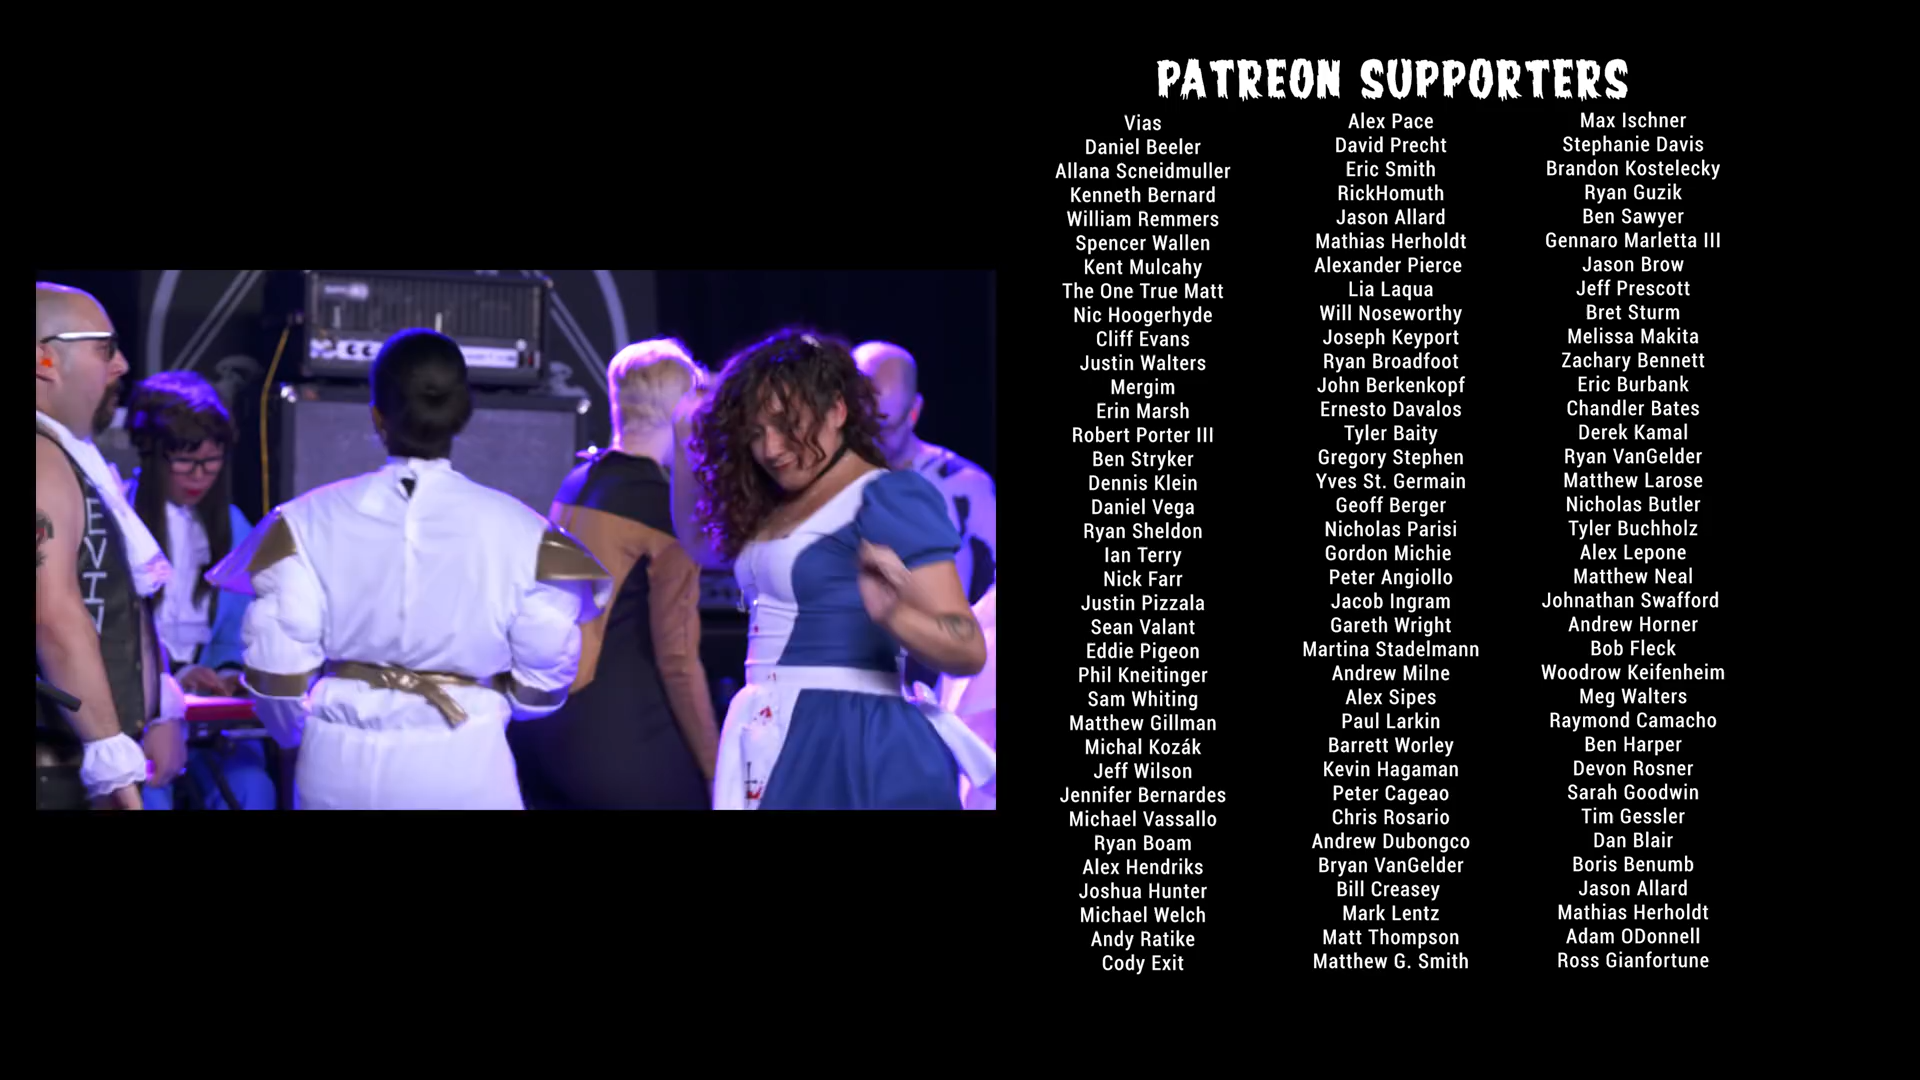 PATREON SUPPORTERS
Vias
Daniel Beeler
Allana Scneidmuller
Kenneth Bernard
William Remmers
Spencer Wallen
Kent Mulcahy
The One True Matt
Nic Hoogerhyde
Cliff Evans
Justin Walters
Mergim
Erin Marsh
Robert Porter III
Ben Stryker
Dennis Klein
Daniel Vega
Ryan Sheldon
Ian Terry
Nick Farr
Justin Pizzala
Sean Valant
Eddie Pigeon
Phil Kneitinger
Sam Whiting
Matthew Gillman
Michal Kozák
Jeff Wilson
Jennifer Bernardes
Michael Vassallo
Ryan Boam
Alex Hendriks
Joshua Hunter
Michael Welch
Andy Ratike
Cody Exit
Alex Pace
David Precht
Eric Smith
RickHomuth
Jason Allard
Mathias Herholdt
Alexander Pierce
Lia Laqua
Will Noseworthy
Joseph Keyport
Ryan Broadfoot
John Berkenkopf
Ernesto Davalos
Tyler Baity
Gregory Stephen
Yves St. Germain
Geoff Berger
Nicholas Parisi
Gordon Michie
Peter Angiollo
Jacob Ingram
Gareth Wright
Martina Stadelmann
Andrew Milne
Alex Sipes
Paul Larkin
Barrett Worley
Kevin Hagaman
Peter Cageao
Chris Rosario
Andrew Dubongco
Bryan VanGelder
Bill Creasey
Mark Lentz
Matt Thompson
Matthew G. Smith
Max Ischner
Stephanie Davis
Brandon Kostelecky
Ryan Guzik
Ben Sawyer
Gennaro Marletta III
Jason Brow
Jeff Prescott
Bret Sturm
Melissa Makita
Zachary Bennett
Eric Burbank
Chandler Bates
Derek Kamal
Ryan VanGelder
Matthew Larose
Nicholas Butler
Tyler Buchholz
Alex Lepone
Matthew Neal
Johnathan Swafford
Andrew Horner
Bob Fleck
Woodrow Keifenheim
Meg Walters
Raymond Camacho
Ben Harper
Devon Rosner
Sarah Goodwin
Tim Gessler
Dan Blair
Boris Benumb
Jason Allard
Mathias Herholdt
Adam ODonnell
Ross Gianfortune